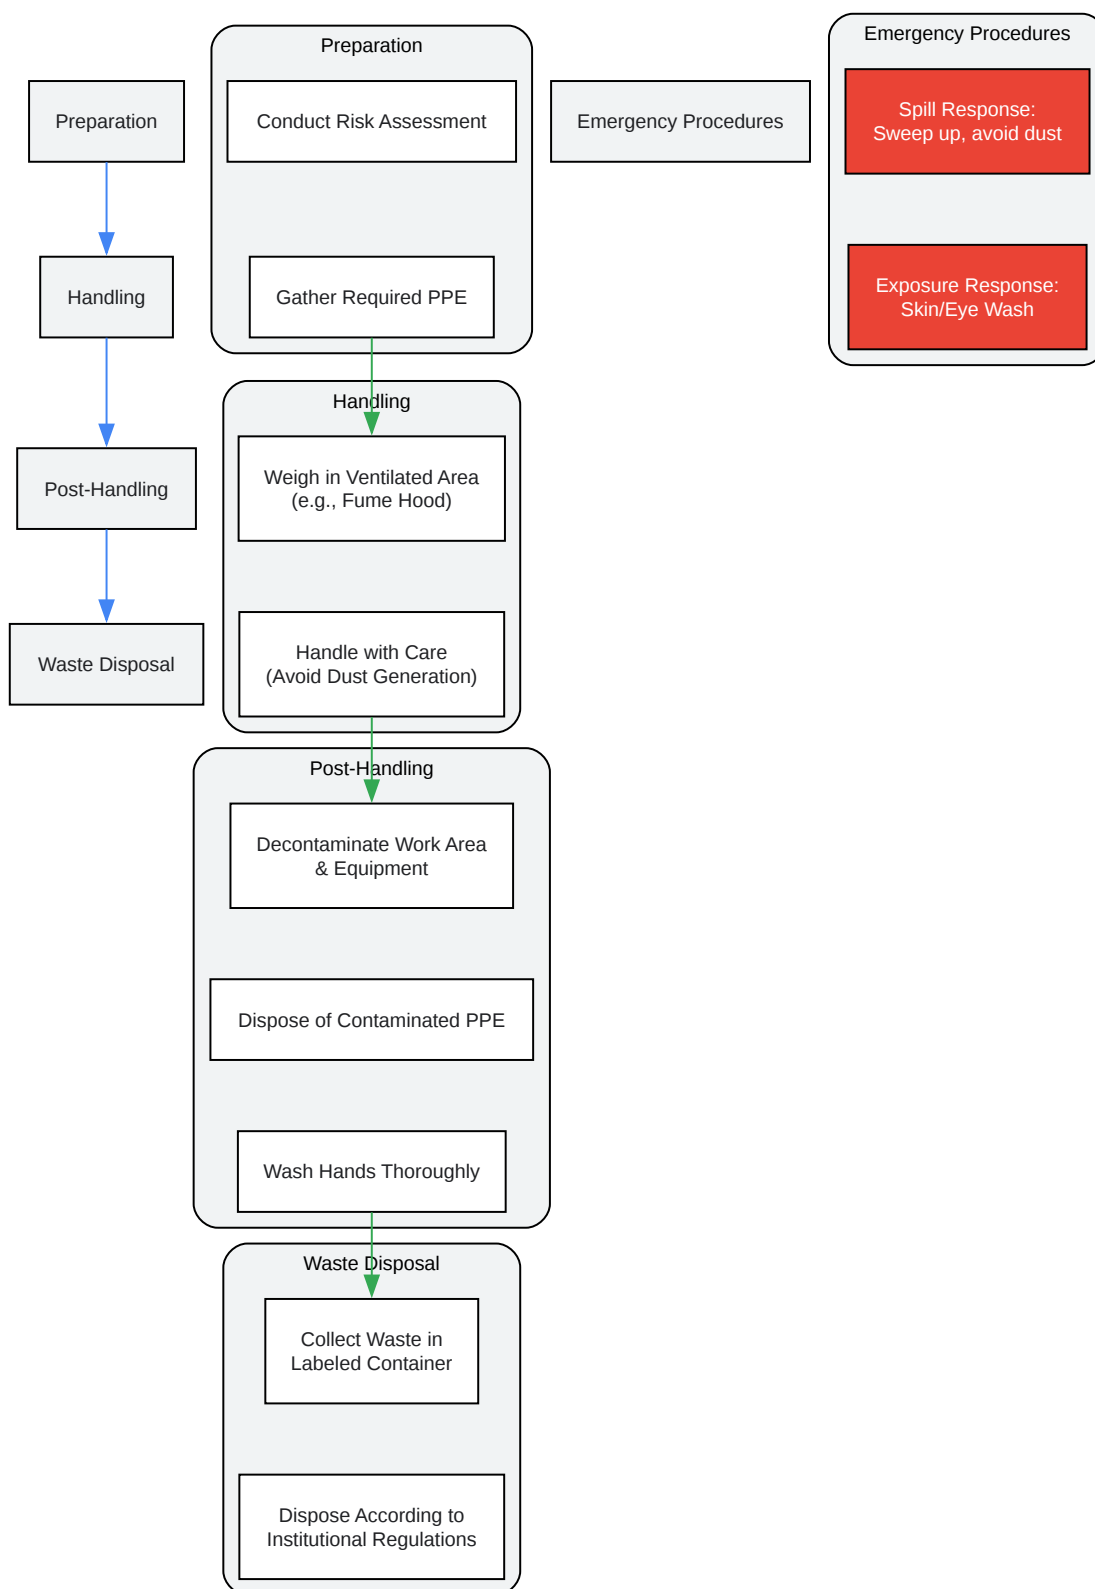 Preparation
Handling
Post-Handling
Waste Disposal
Preparation
Conduct Risk Assessment
Gather Required PPE
Handling
Weigh in Ventilated Area
(e.g., Fume Hood)
Handle with Care
(Avoid Dust Generation)
Post-Handling
Decontaminate Work Area
& Equipment
Dispose of Contaminated PPE
Wash Hands Thoroughly
Waste Disposal
Collect Waste in
Labeled Container
Dispose According to
Institutional Regulations
Emergency Procedures
Emergency Procedures
Spill Response:
Sweep up, avoid dust
Exposure Response:
Skin/Eye Wash